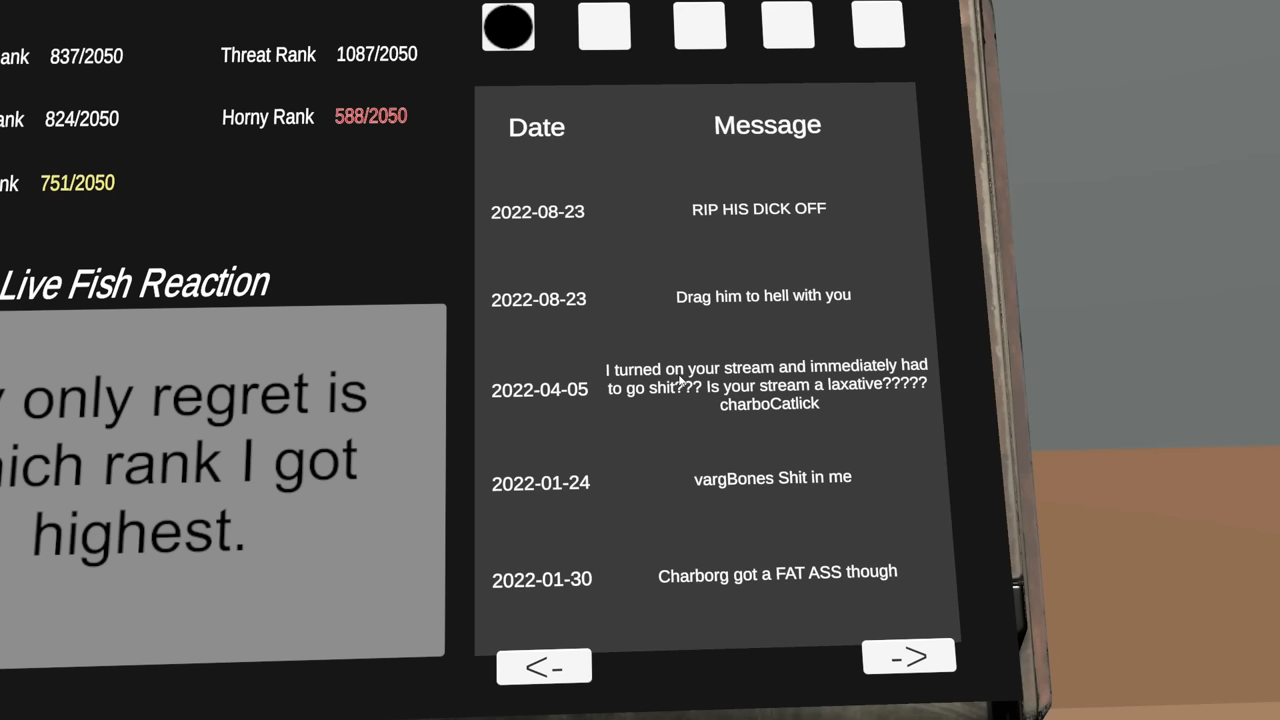 ank 837/2050 Threat Rank 1087/2050
nk 824/2050 Horny Rank 588/2050
nk 751/2050
Live Fish Reaction
only regret is
ich rank I got
highest.
Date Message
2022-08-23 RIP HIS DICK OFF
2022-08-23 Drag him to hell with you
I turned on your stream and immediately had
2022-04-05 to go shit??? Is your stream a laxative?????
charboCatlick
2022-01-24 vargBones Shit in me
2022-01-30 Charborg got a FAT ASS though
<- ->